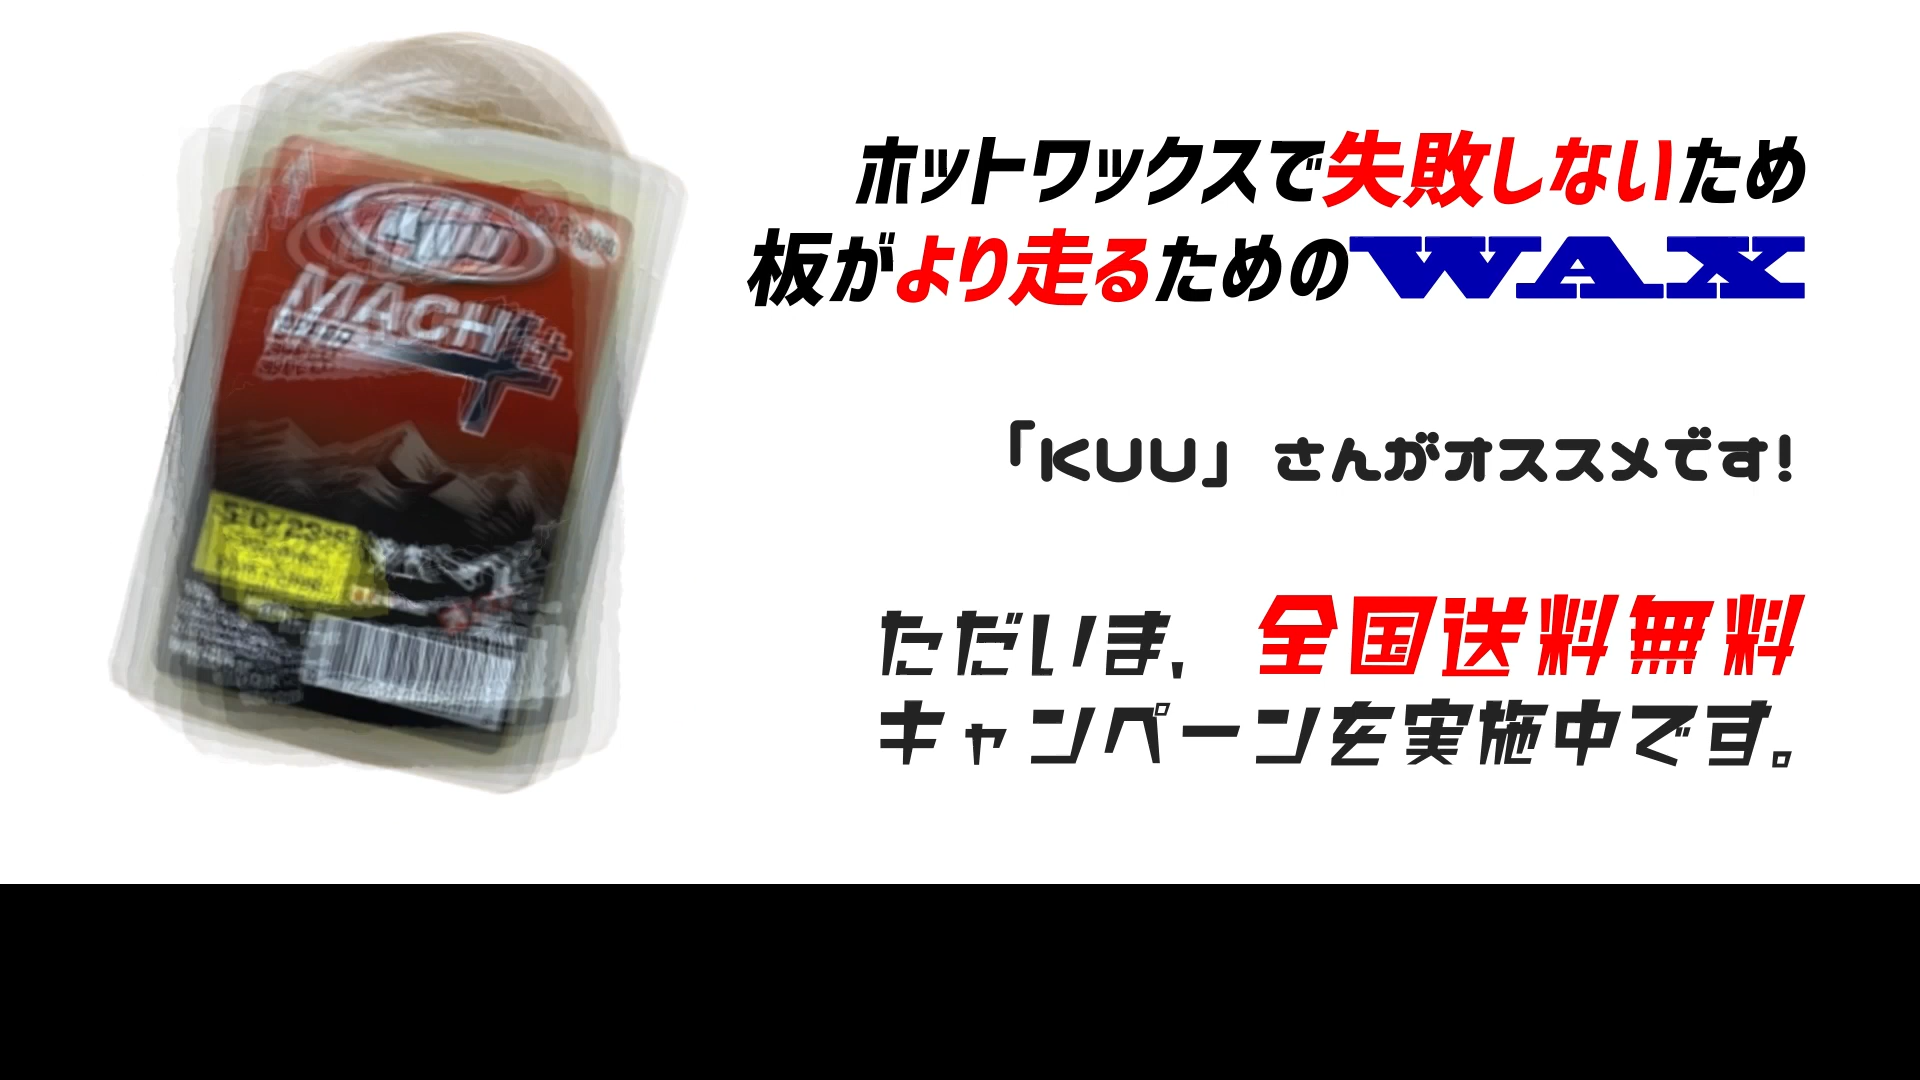 ホットワックスで失敗しないため
板がより走るためのWAX
「KUU」さんがオススメです!
ただいま、全国送料無料
キャンペーンを実施中です。
MACH